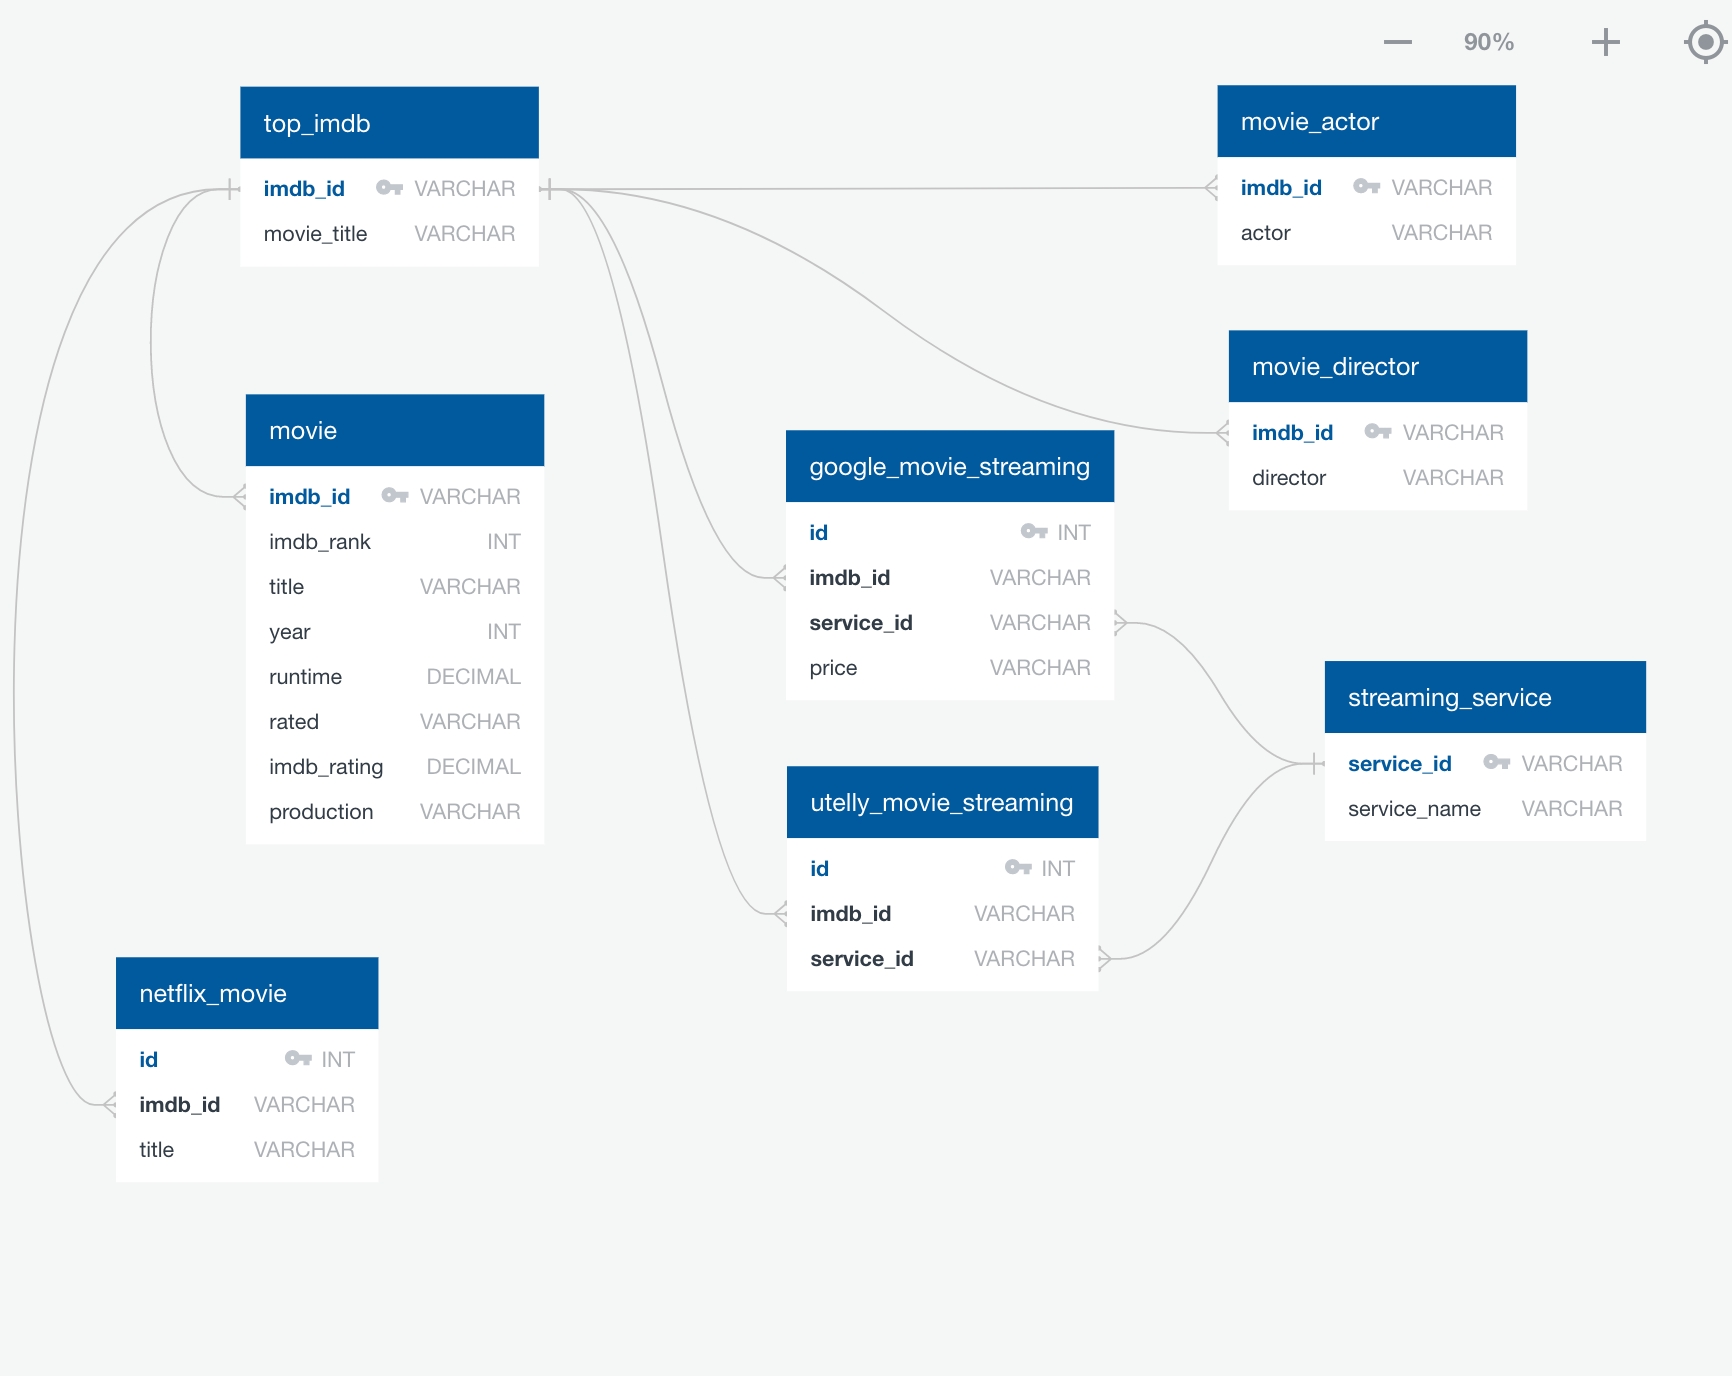 90%
top_imdb
imdb_id VARCHAR
movie_title VARCHAR
movie_actor
imdb_id VARCHAR
actor VARCHAR
movie_director
imdb_id VARCHAR
director VARCHAR
movie
imdb_id VARCHAR
imdb_rank INT
title VARCHAR
year INT
runtime DECIMAL
rated VARCHAR
imdb_rating DECIMAL
production VARCHAR
google_movie_streaming
id INT
imdb_id VARCHAR
service_id VARCHAR
price VARCHAR
streaming_service
service_id VARCHAR
service_name VARCHAR
utelly_movie_streaming
id INT
imdb_id VARCHAR
service_id VARCHAR
netflix_movie
id INT
imdb_id VARCHAR
title VARCHAR